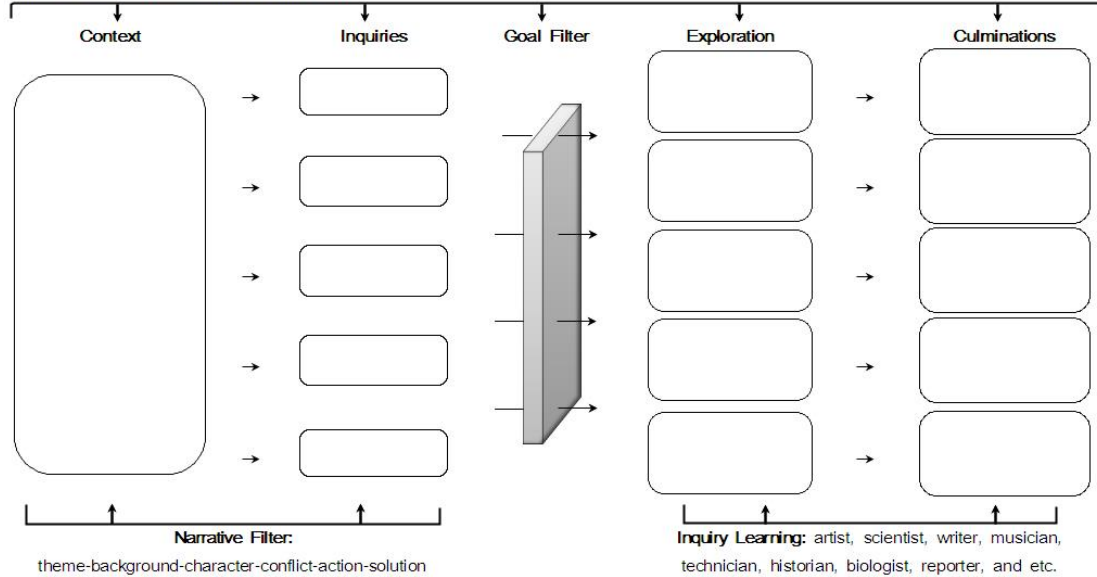 Context Inquiries Goal Filter Exploration Culminations
Narrative Filter:
theme-background-character-conflict-action-solution
Inquiry Learning: artist, scientist, writer, musician,
technician, historian, biologist, reporter, and etc.